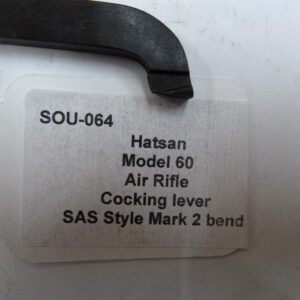 SOU-064
Hatsan
Model 60
Air Rifle
Cocking lever
SAS Style Mark 2 bend